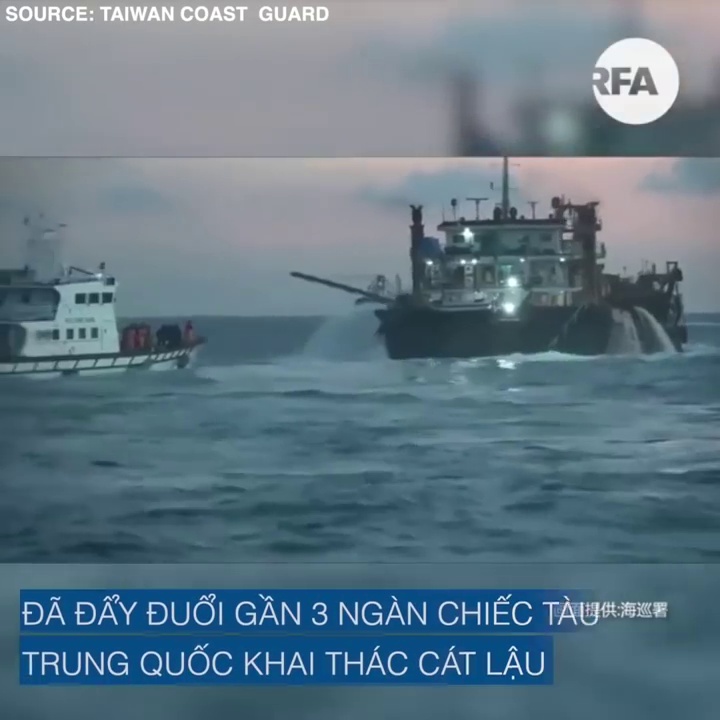 SOURCE: TAIWAN COAST GUARD
RFA
ĐÃ ĐẨY ĐUỔI GẦN 3 NGÀN CHIẾC TÀU
提供:海巡署
TRUNG QUỐC KHAI THÁC CÁT LẬU